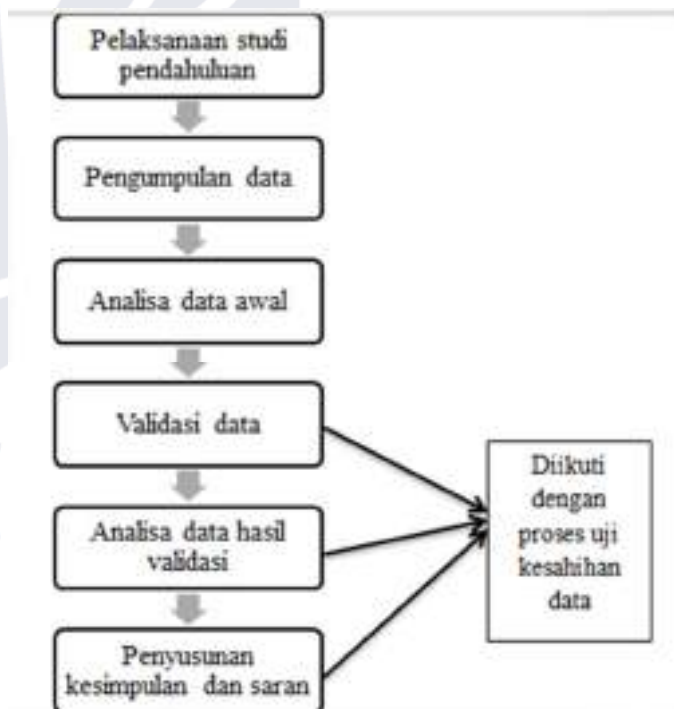 Pelaksanaan studi
pendahuluan
Pengumpulan data
Analisa data awal
Validasi data
Analisa data hasil
validasi
Penyusunan
kesimpulan dan saran
Diikuti
dengan
proses uji
kesahihan
data